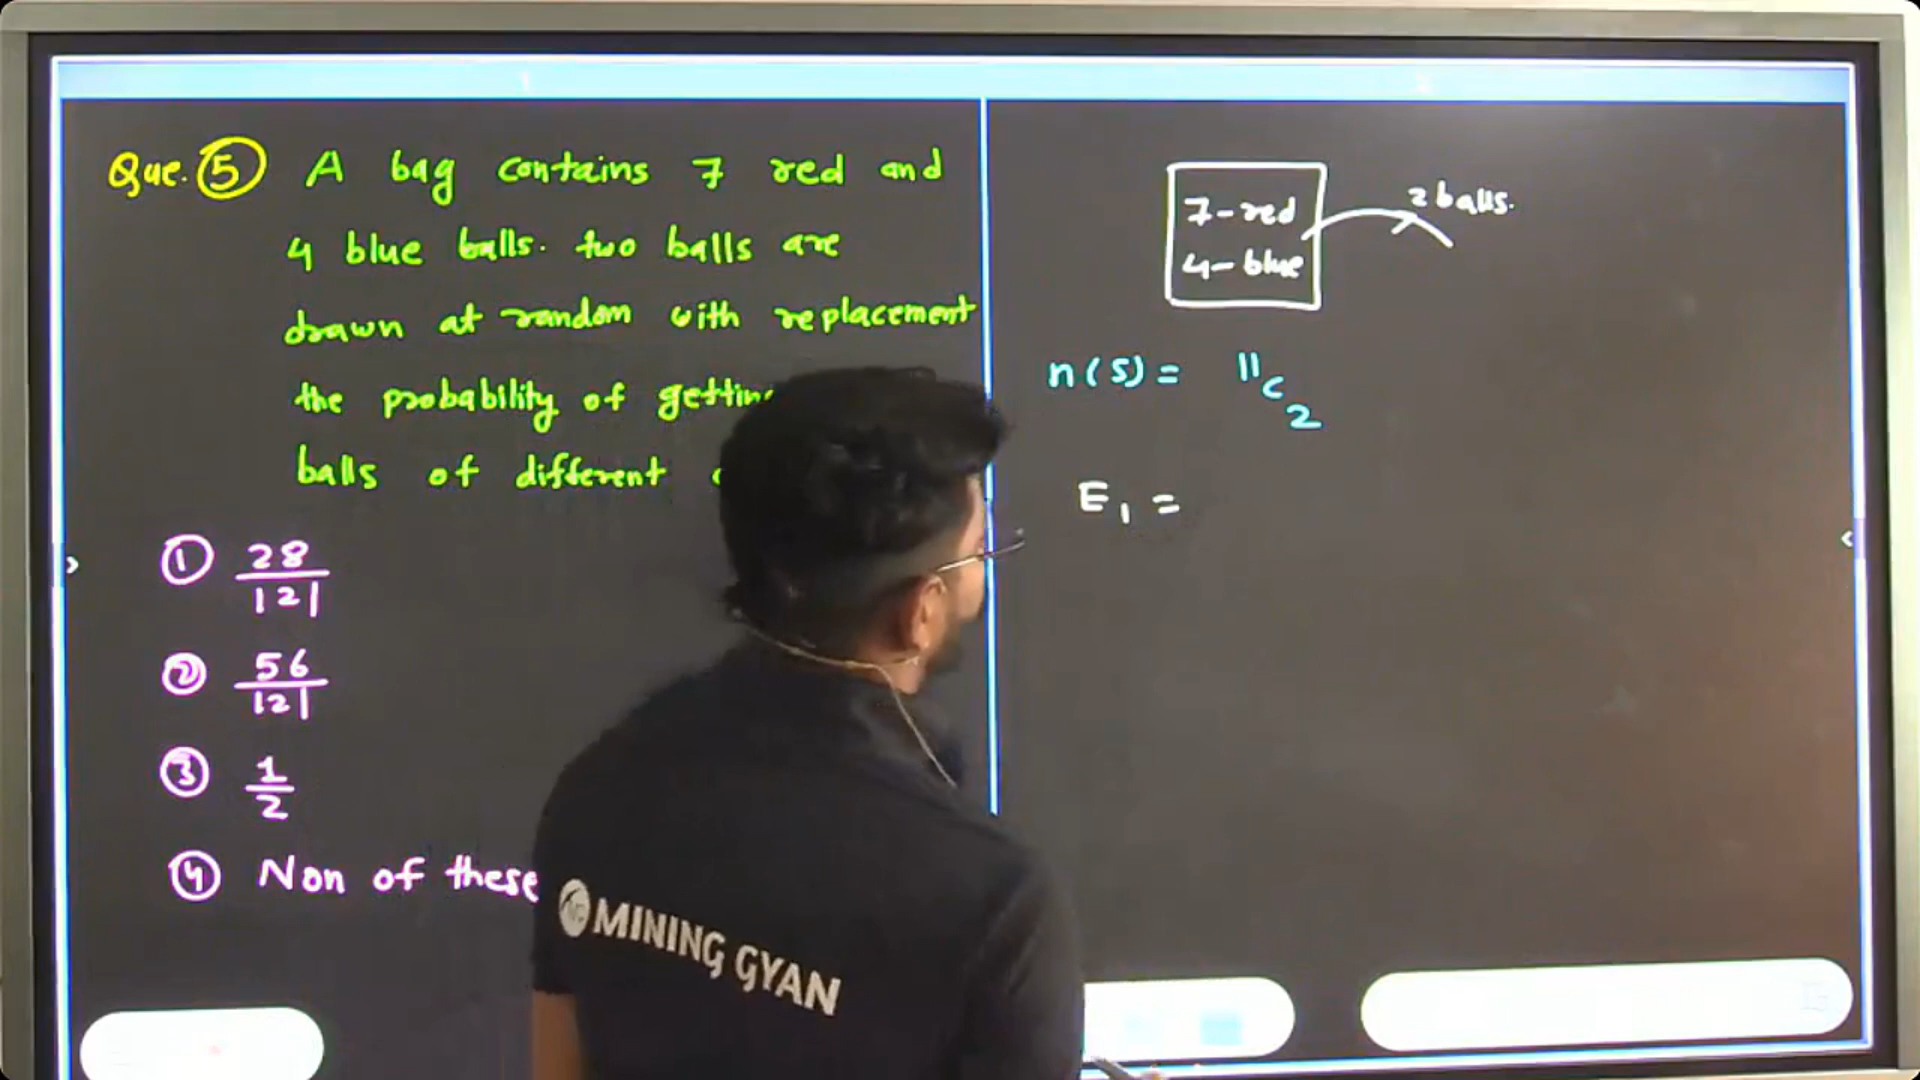 Que. 5 A bag contains 7 red and
4 blue balls. two balls are
drawn at random with replacement
the probability of getting
balls of different
1 28/121
2 56/121
3 1/2
4 Non of these
7-red
4-blue
2 balls.
n(S) = ¹¹C₂
E₁ =
MINING GYAN